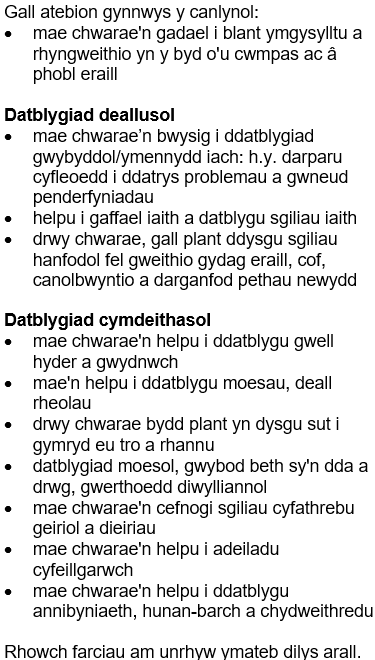 Gall atebion gynnwys y canlynol:
• mae chwarae'n gadael i blant ymgysylltu a
rhyngweithio yn y byd o'u cwmpas ac â
phobl eraill
Datblygiad deallusol
• mae chwarae'n bwysig i ddatblygiad
gwybyddol/ymennydd iach: h.y. darparu
cyfleoedd i ddatrys problemau a gwneud
penderfyniadau
• helpu i gaffael iaith a datblygu sgiliau iaith
• drwy chwarae, gall plant ddysgu sgiliau
hanfodol fel gweithio gydag eraill, cof,
canolbwyntio a darganfod pethau newydd
Datblygiad cymdeithasol
• mae chwarae'n helpu i ddatblygu gwell
hyder a gwydnwch
• mae'n helpu i ddatblygu moesau, deall
rheolau
• drwy chwarae bydd plant yn dysgu sut i
gymryd eu tro a rhannu
• datblygiad moesol, gwybod beth sy'n dda a
drwg, gwerthoedd diwylliannol
• mae chwarae'n cefnogi sgiliau cyfathrebu
geiriol a dieiriau
• mae chwarae'n helpu i adeiladu
cyfeillgarwch
• mae chwarae'n helpu i ddatblygu
annibyniaeth, hunan-barch a chydweithredu
Rhowch farciau am unrhyw ymateb dilys arall.